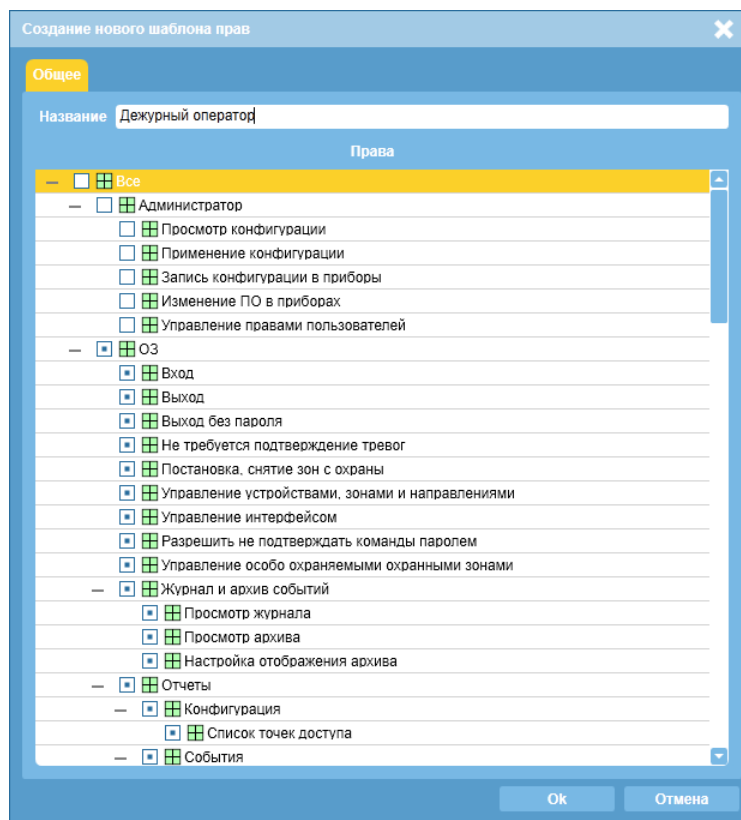 Создание нового шаблона прав
Общее
Название Дежурный оператор
Права
Все
Администратор
Просмотр конфигурации
Применение конфигурации
Запись конфигурации в приборы
Изменение ПО в приборах
Управление правами пользователей
ОЗ
Вход
Выход
Выход без пароля
Не требуется подтверждение тревог
Постановка, снятие зон с охраны
Управление устройствами, зонами и направлениями
Управление интерфейсом
Разрешить не подтверждать команды паролем
Управление особо охраняемыми охранными зонами
Журнал и архив событий
Просмотр журнала
Просмотр архива
Настройка отображения архива
Отчеты
Конфигурация
Список точек доступа
События
Ok Отмена